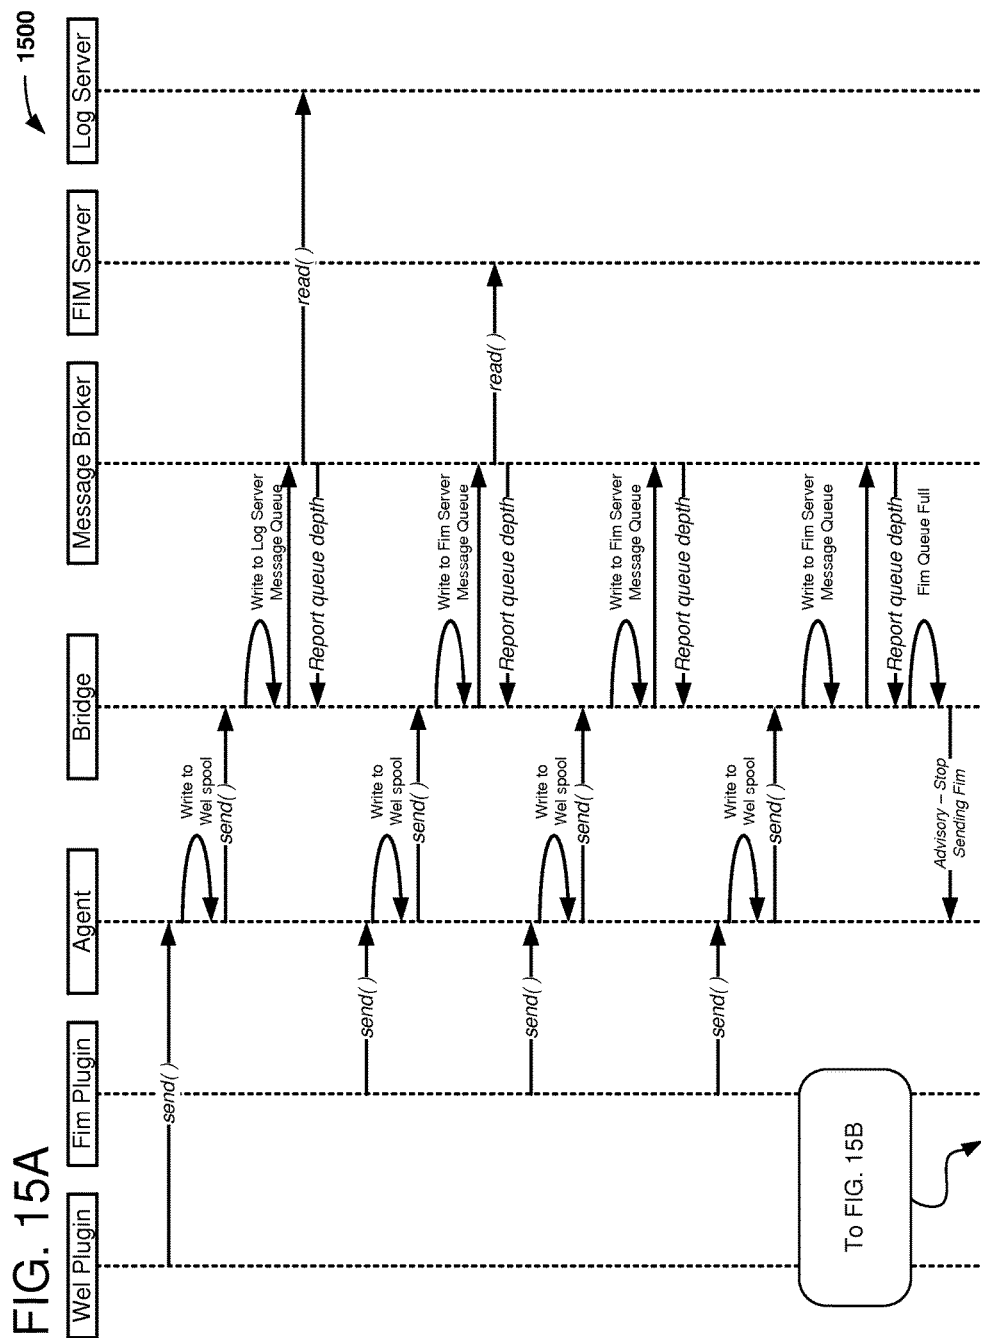 FIG. 15A
1500
Wel Plugin
Fim Plugin
Agent
Bridge
Message Broker
FIM Server
Log Server
send( )
Write to
Wel spool
send( )
Write to Log Server
Message Queue
read( )
Report queue depth
send( )
Write to
Wel spool
send( )
Write to Fim Server
Message Queue
read( )
Report queue depth
send( )
Write to
Wel spool
send( )
Write to Fim Server
Message Queue
Report queue depth
send( )
Write to
Wel spool
send( )
Write to Fim Server
Message Queue
Report queue depth
Fim Queue Full
Advisory – Stop
Sending Fim
To FIG. 15B